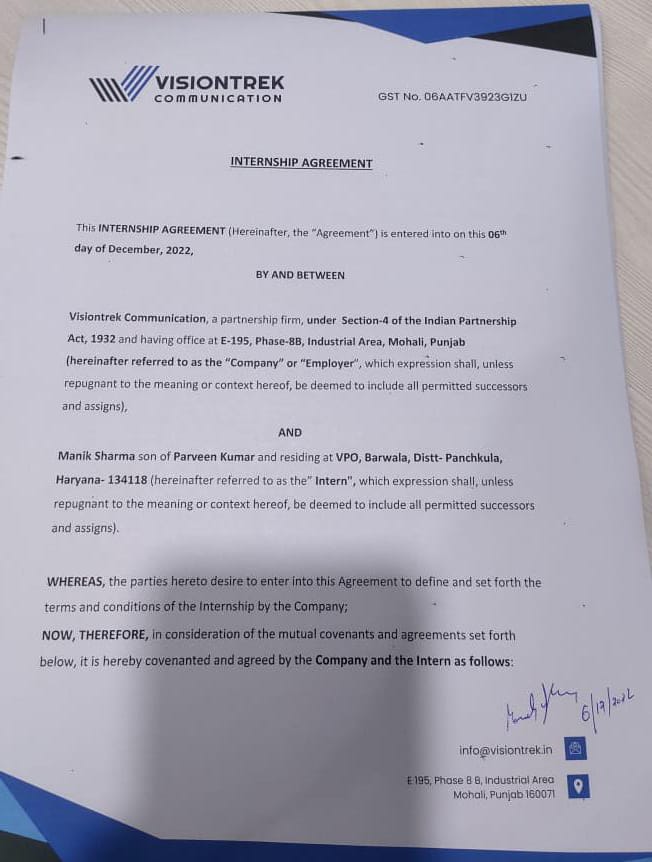 VISIONTREK
COMMUNICATION
GST No. 06AATFV3923G1ZU
INTERNSHIP AGREEMENT
This INTERNSHIP AGREEMENT (Hereinafter, the “Agreement”) is entered into on this 06th
day of December, 2022,
BY AND BETWEEN
Visiontrek Communication, a partnership firm, under Section-4 of the Indian Partnership
Act, 1932 and having office at E-195, Phase-8B, Industrial Area, Mohali, Punjab
(hereinafter referred to as the “Company” or “Employer”, which expression shall, unless
repugnant to the meaning or context hereof, be deemed to include all permitted successors
and assigns),
AND
Manik Sharma son of Parveen Kumar and residing at VPO, Barwala, Distt- Panchkula,
Haryana- 134118 (hereinafter referred to as the” Intern”, which expression shall, unless
repugnant to the meaning or context hereof, be deemed to include all permitted successors
and assigns).
WHEREAS, the parties hereto desire to enter into this Agreement to define and set forth the
terms and conditions of the Internship by the Company;
NOW, THEREFORE, in consideration of the mutual covenants and agreements set forth
below, it is hereby covenanted and agreed by the Company and the Intern as follows:
info@visiontrek.in
E 195, Phase 8 B, Industrial Area
Mohali, Punjab 160071